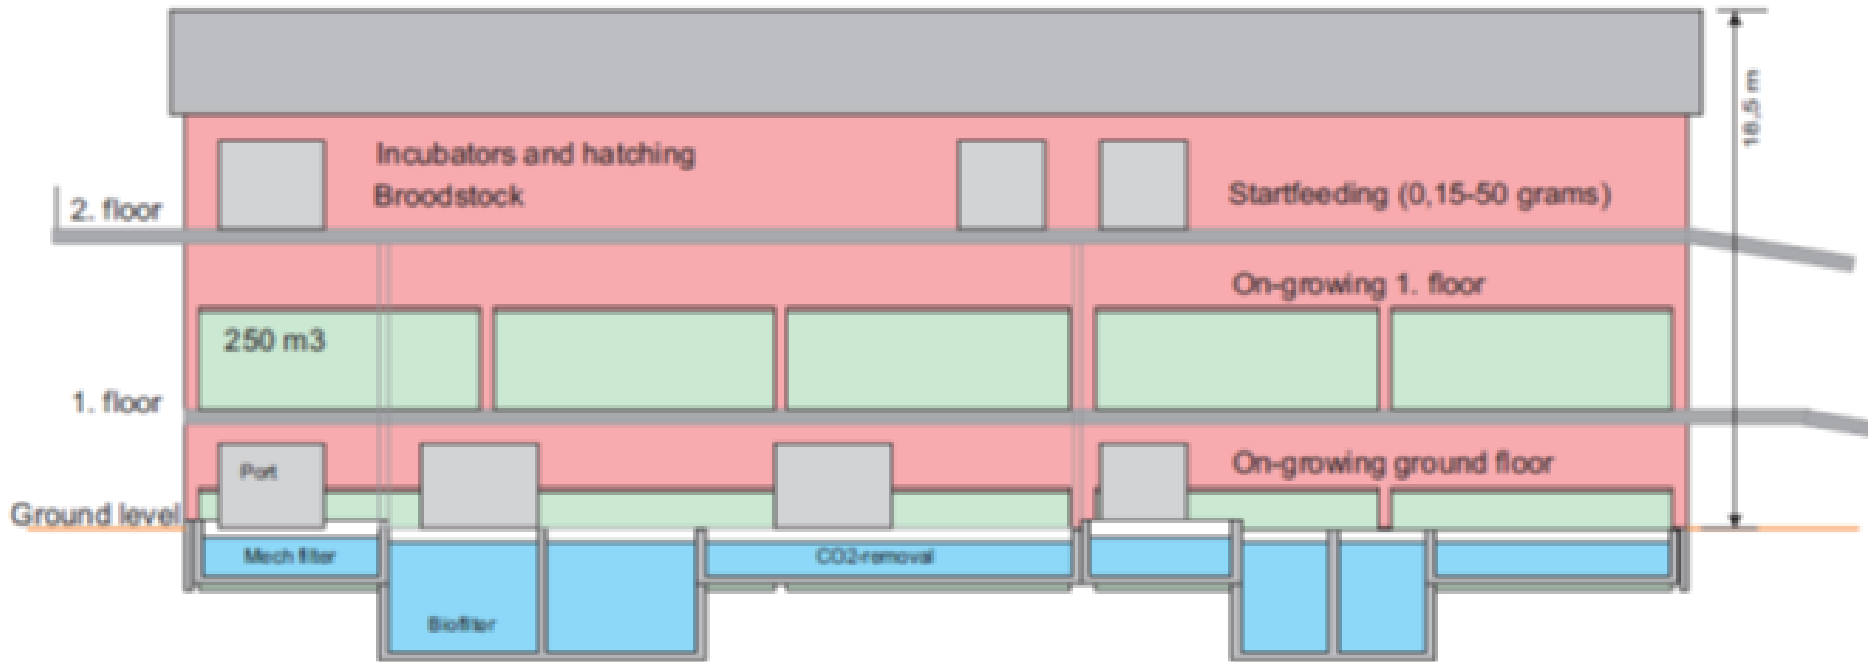 16,5 m
Incubators and hatching
Broodstock
2. floor
Startfeeding (0,15-50 grams)
On-growing 1. floor
250 m3
1. floor
Port
On-growing ground floor
Ground level
Mech filter
CO2-removal
Biofilter